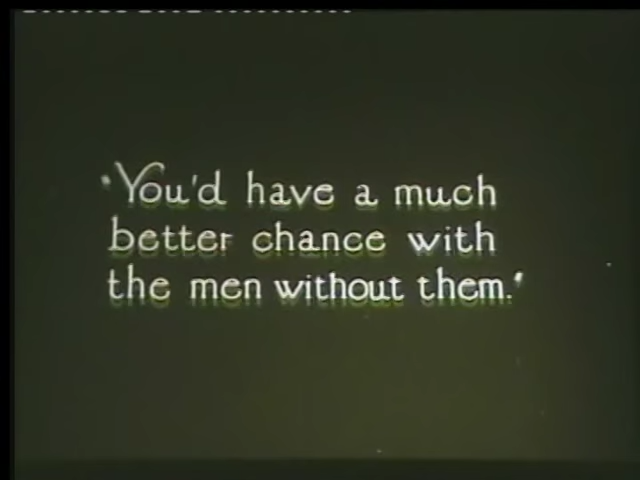 'You'd have a much
better chance with
the men without them.'